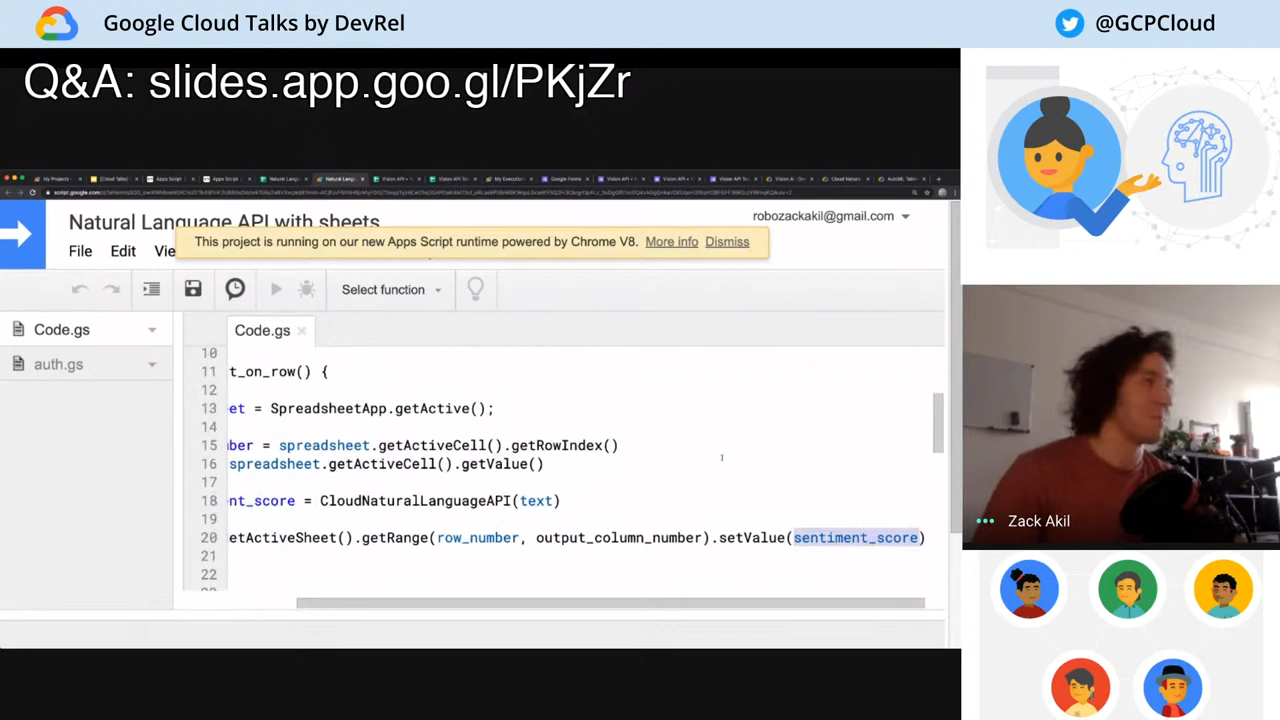 Google Cloud Talks by DevRel
@GCPCloud
Q&A: slides.app.goo.gl/PKjZr
Natural Language API with sheets
robozackakil@gmail.com
File Edit Vie
This project is running on our new Apps Script runtime powered by Chrome V8. More info Dismiss
Select function
Code.gs
auth.gs
Code.gs
10
11 t_on_row() {
12
13 eet = SpreadsheetApp.getActive();
14
15 ber = spreadsheet.getActiveCell().getRowIndex()
16 spreadsheet.getActiveCell().getValue()
17
18 nt_score = CloudNaturalLanguageAPI(text)
19
20 etActiveSheet().getRange(row_number, output_column_number).setValue(sentiment_score)
21
22
Zack Akil